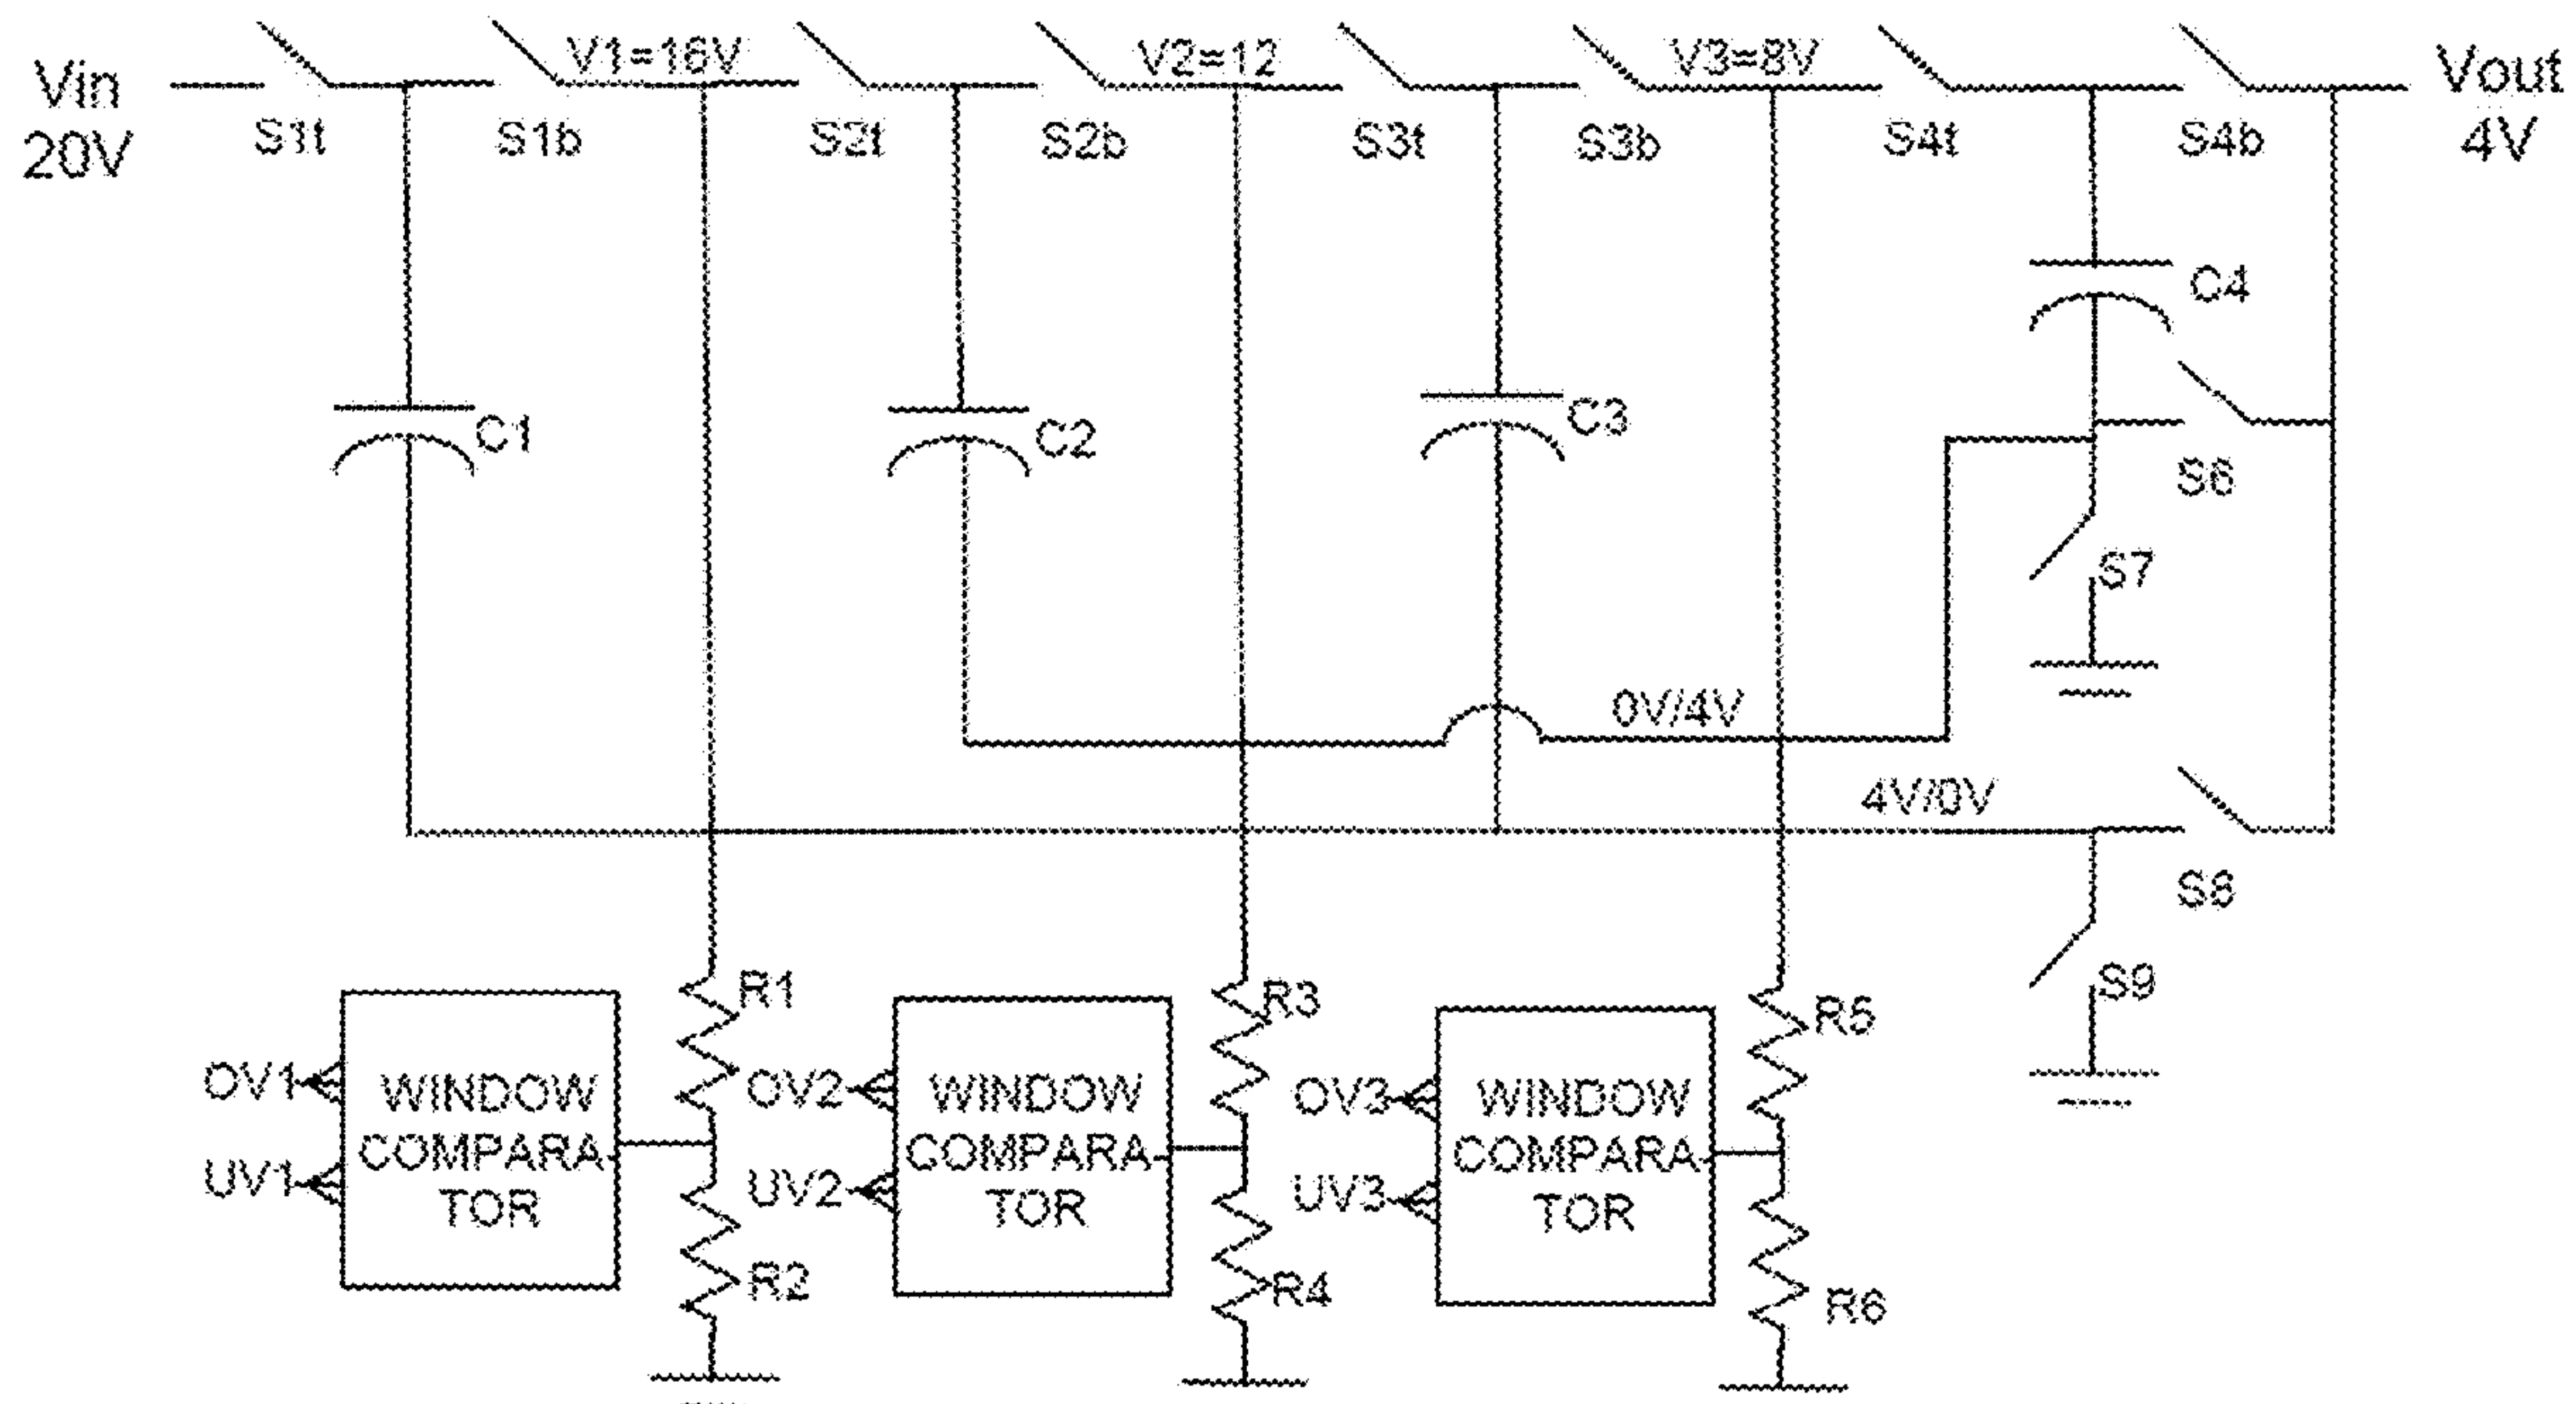 Vin
20V
S1t
S1b
V1=16V
S2t
S2b
V2=12
S3t
S3b
V3=8V
S4t
S4b
Vout
4V
C1
C2
C3
C4
S6
S7
0V/4V
4V/0V
S8
S9
R1
R2
R3
R4
R5
R6
OV1
UV1
WINDOW
COMPARA
TOR
OV2
UV2
WINDOW
COMPARA
TOR
OV3
UV3
WINDOW
COMPARA
TOR